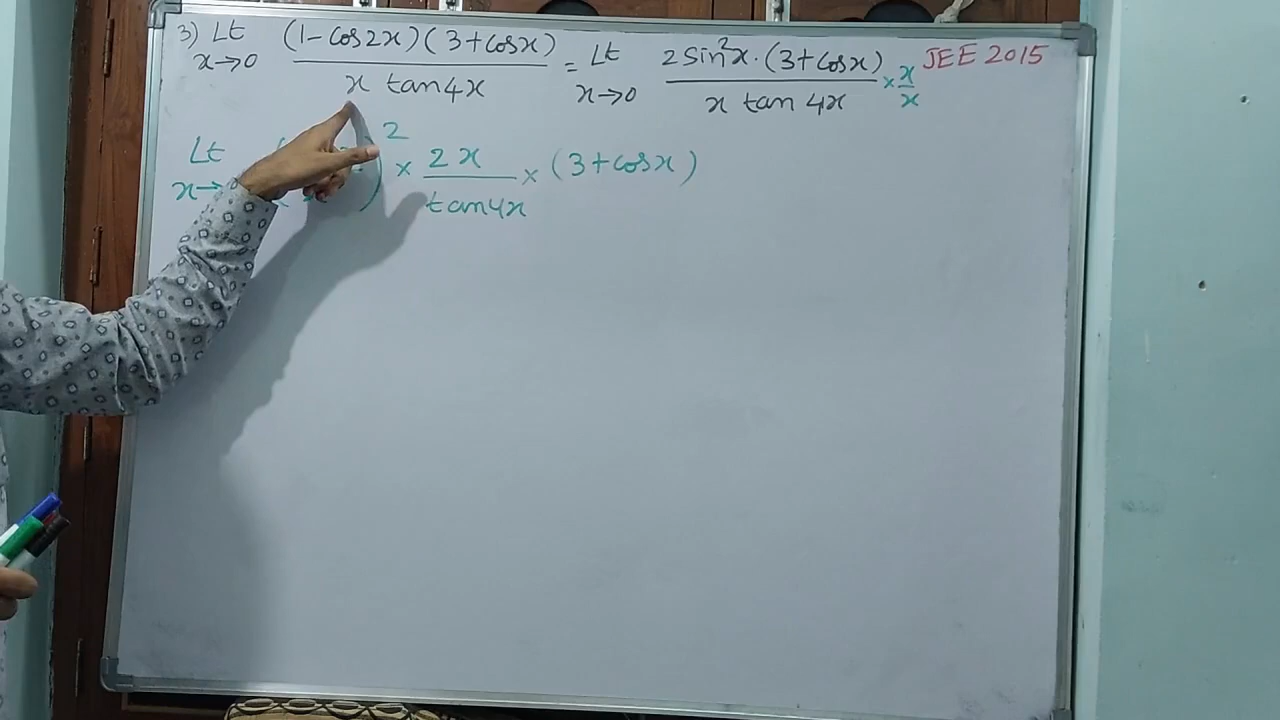 3) Lt x→0 (1-cos2x)(3+cosx) / x tan4x = Lt x→0 2sin²x·(3+cosx) / x tan 4x × x/x JEE 2015
Lt x→ ( )² × 2x / tan4x × (3+cosx)